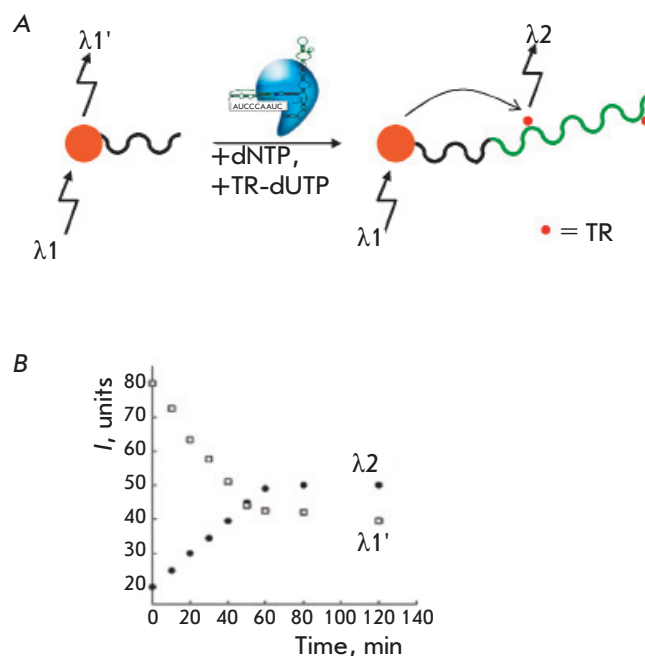 A
λ1'
λ2
AUCCCAAUC
+dNTP,
+TR-dUTP
λ1
λ1
= TR
B
I, units
80
70
60
50
40
30
20
λ2
λ1'
0 20 40 60 80 100 120 140
Time, min